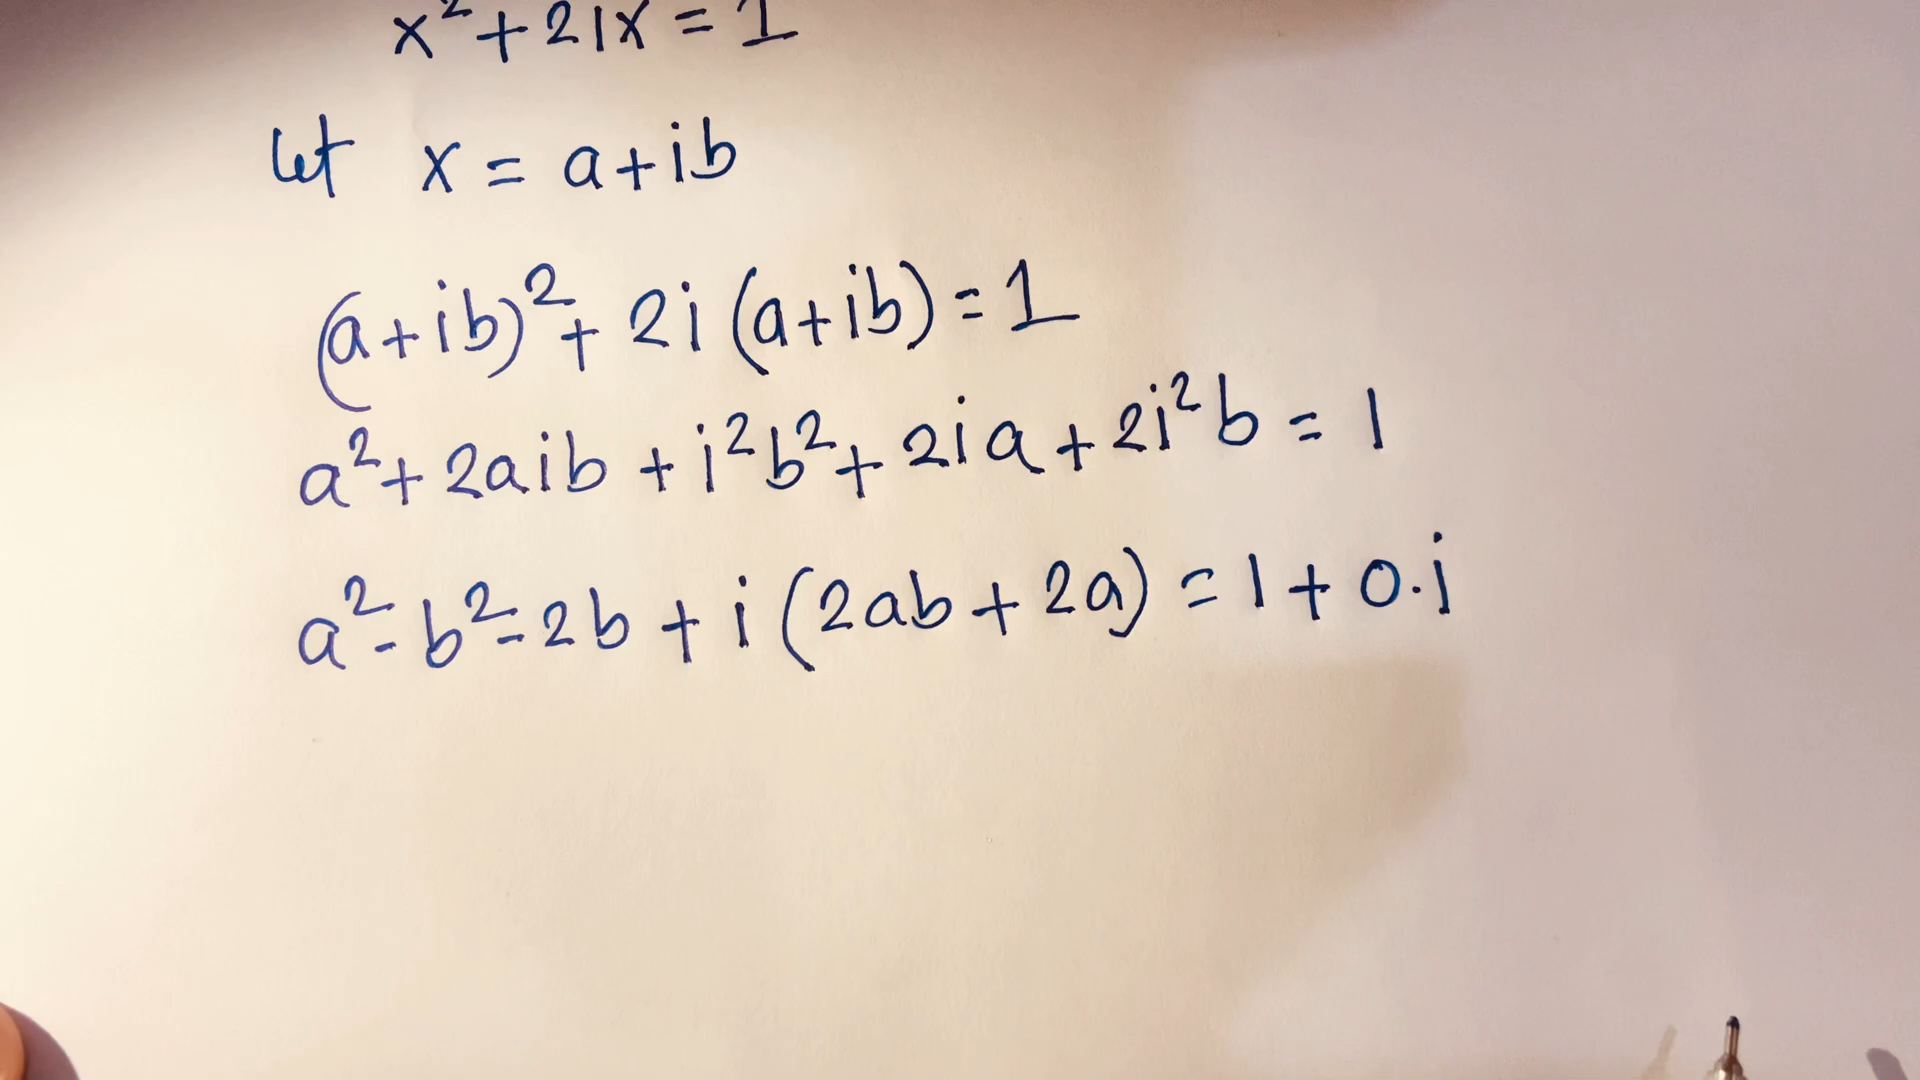 x²+2ix = 1
let x = a+ib
(a+ib)²+ 2i (a+ib) = 1
a²+ 2aib + i²b²+ 2ia + 2i²b = 1
a²- b²- 2b + i (2ab + 2a) = 1 + 0.i